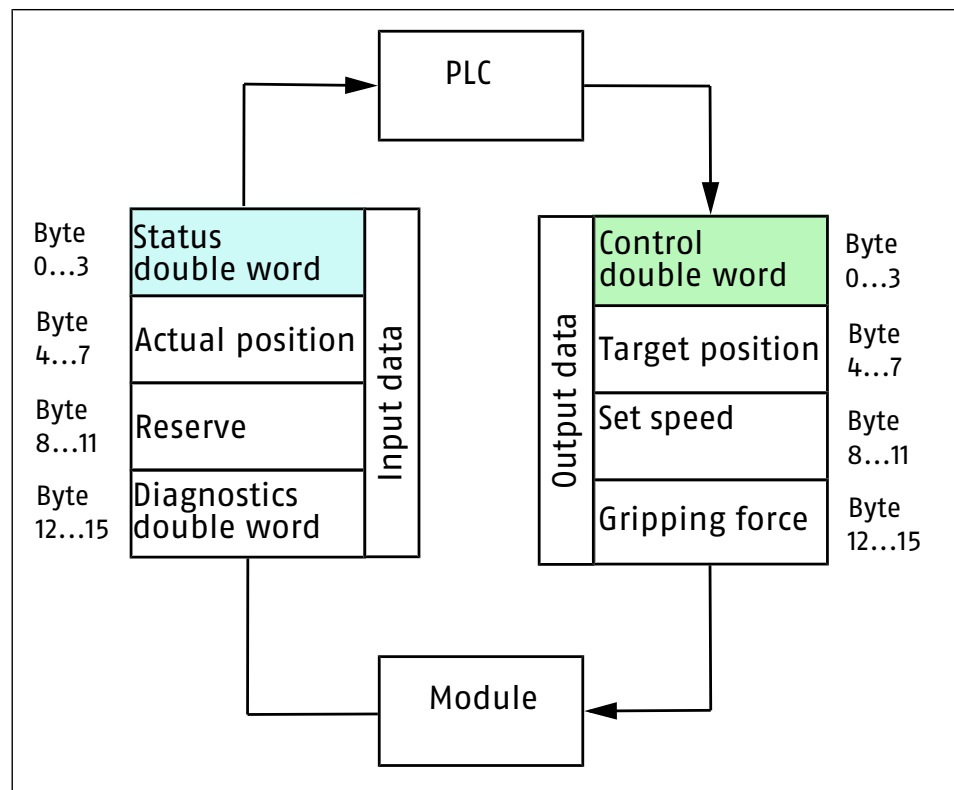 PLC
Byte
0...3
Status
double word
Byte
4...7
Actual position
Byte
8...11
Reserve
Byte
12...15
Diagnostics
double word
Input data
Output data
Control
double word
Byte
0...3
Target position
Byte
4...7
Set speed
Byte
8...11
Gripping force
Byte
12...15
Module